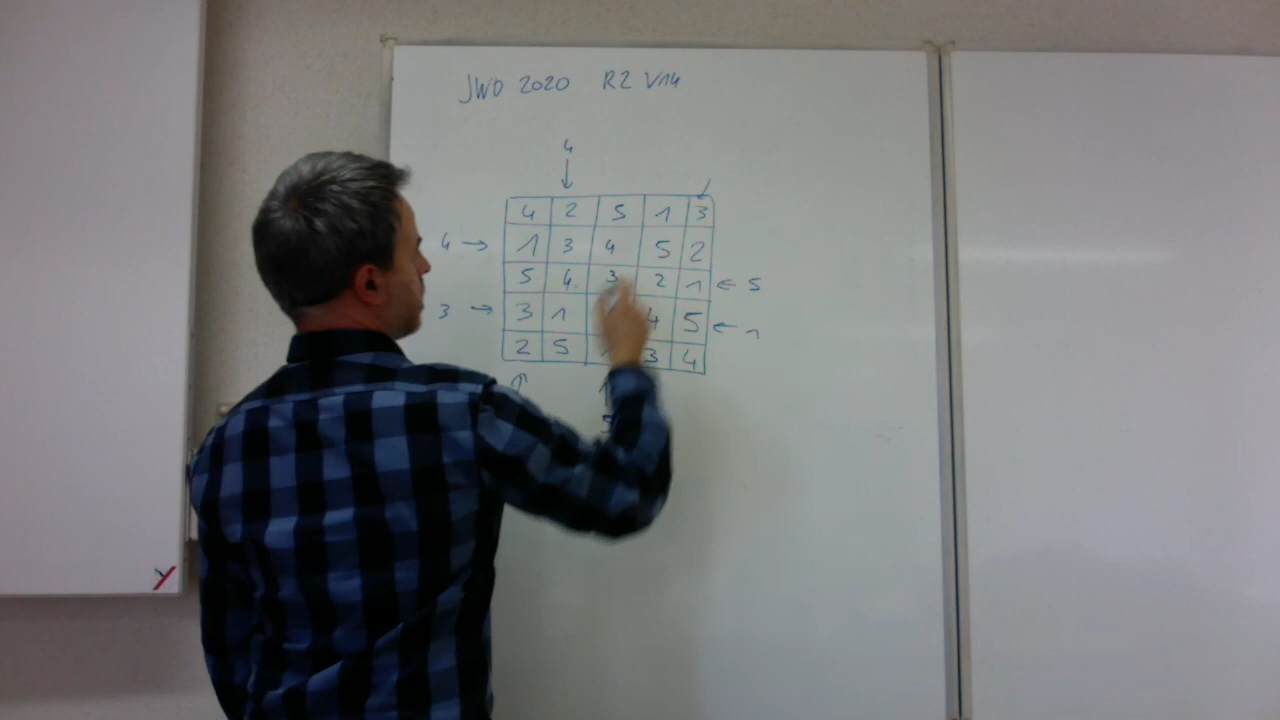 JWO 2020 R2 V14
4
↓
4 2 5 1 3
4 → 1 3 4 5 2
5 4 3 2 1 ← 5
3 → 3 1 4 5 ← 1
2 5 3 4
↑ ↑